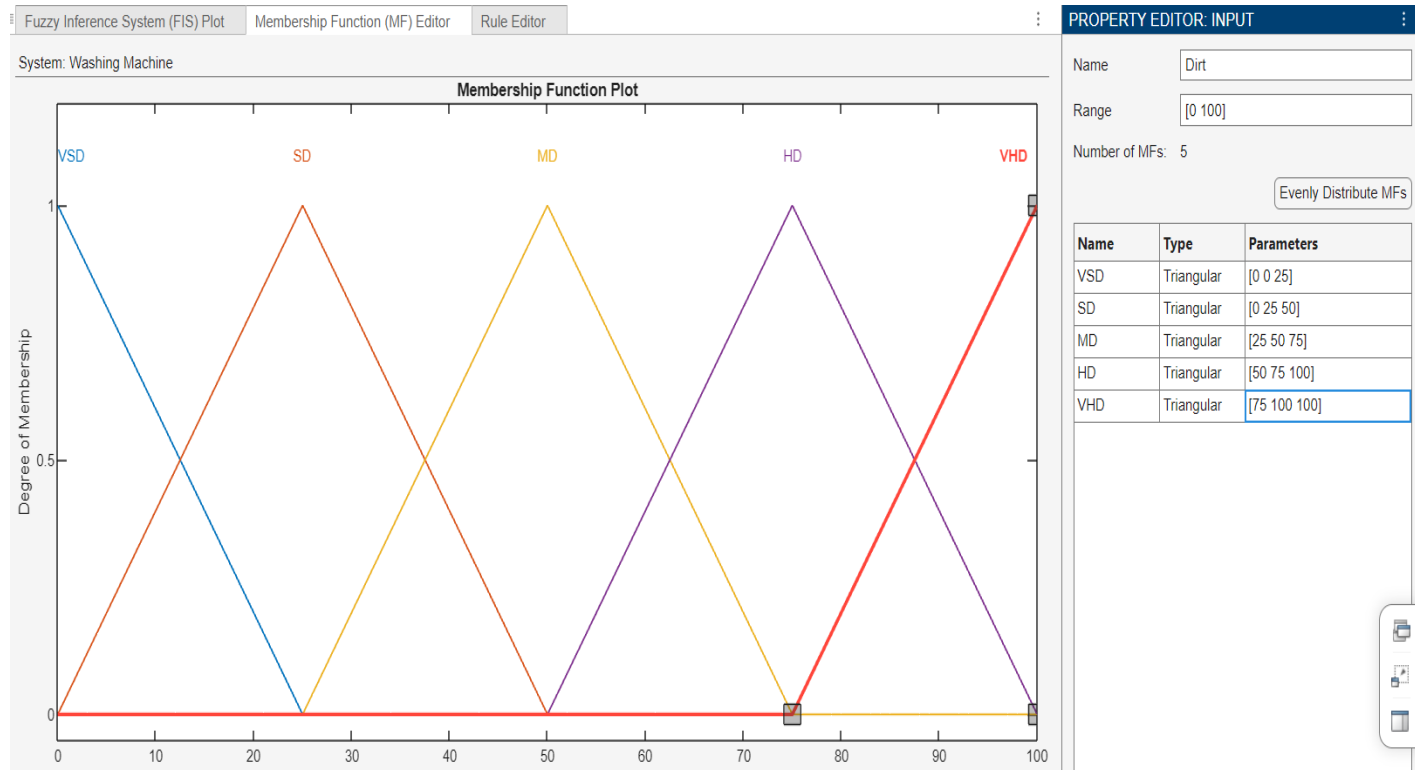 Fuzzy Inference System (FIS) Plot
Membership Function (MF) Editor
Rule Editor
System: Washing Machine
Membership Function Plot
VSD
SD
MD
HD
VHD
1
0.5
0
Degree of Membership
0 10 20 30 40 50 60 70 80 90 100
PROPERTY EDITOR: INPUT
Name Dirt
Range [0 100]
Number of MFs: 5
Evenly Distribute MFs
Name Type Parameters
VSD Triangular [0 0 25]
SD Triangular [0 25 50]
MD Triangular [25 50 75]
HD Triangular [50 75 100]
VHD Triangular [75 100 100]